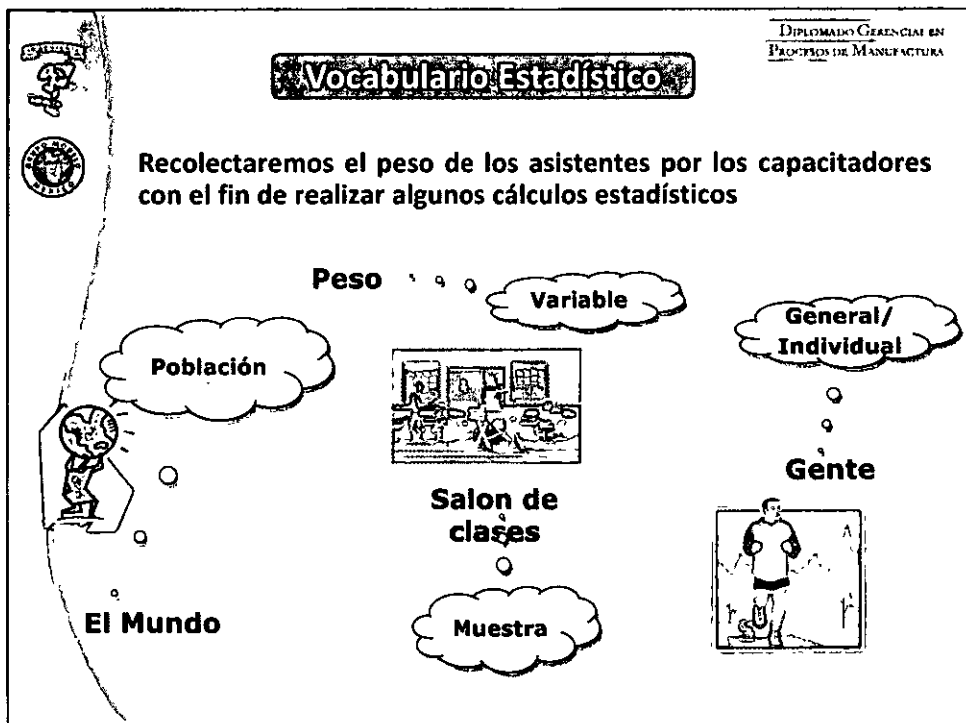 DIPLOMADO GERENCIAL EN
PROCESOS DE MANUFACTURA
Vocabulario Estadístico
Recolectaremos el peso de los asistentes por los capacitadores
con el fin de realizar algunos cálculos estadísticos
Peso
Variable
General/
Individual
Población
Gente
Salon de
clases
El Mundo
Muestra